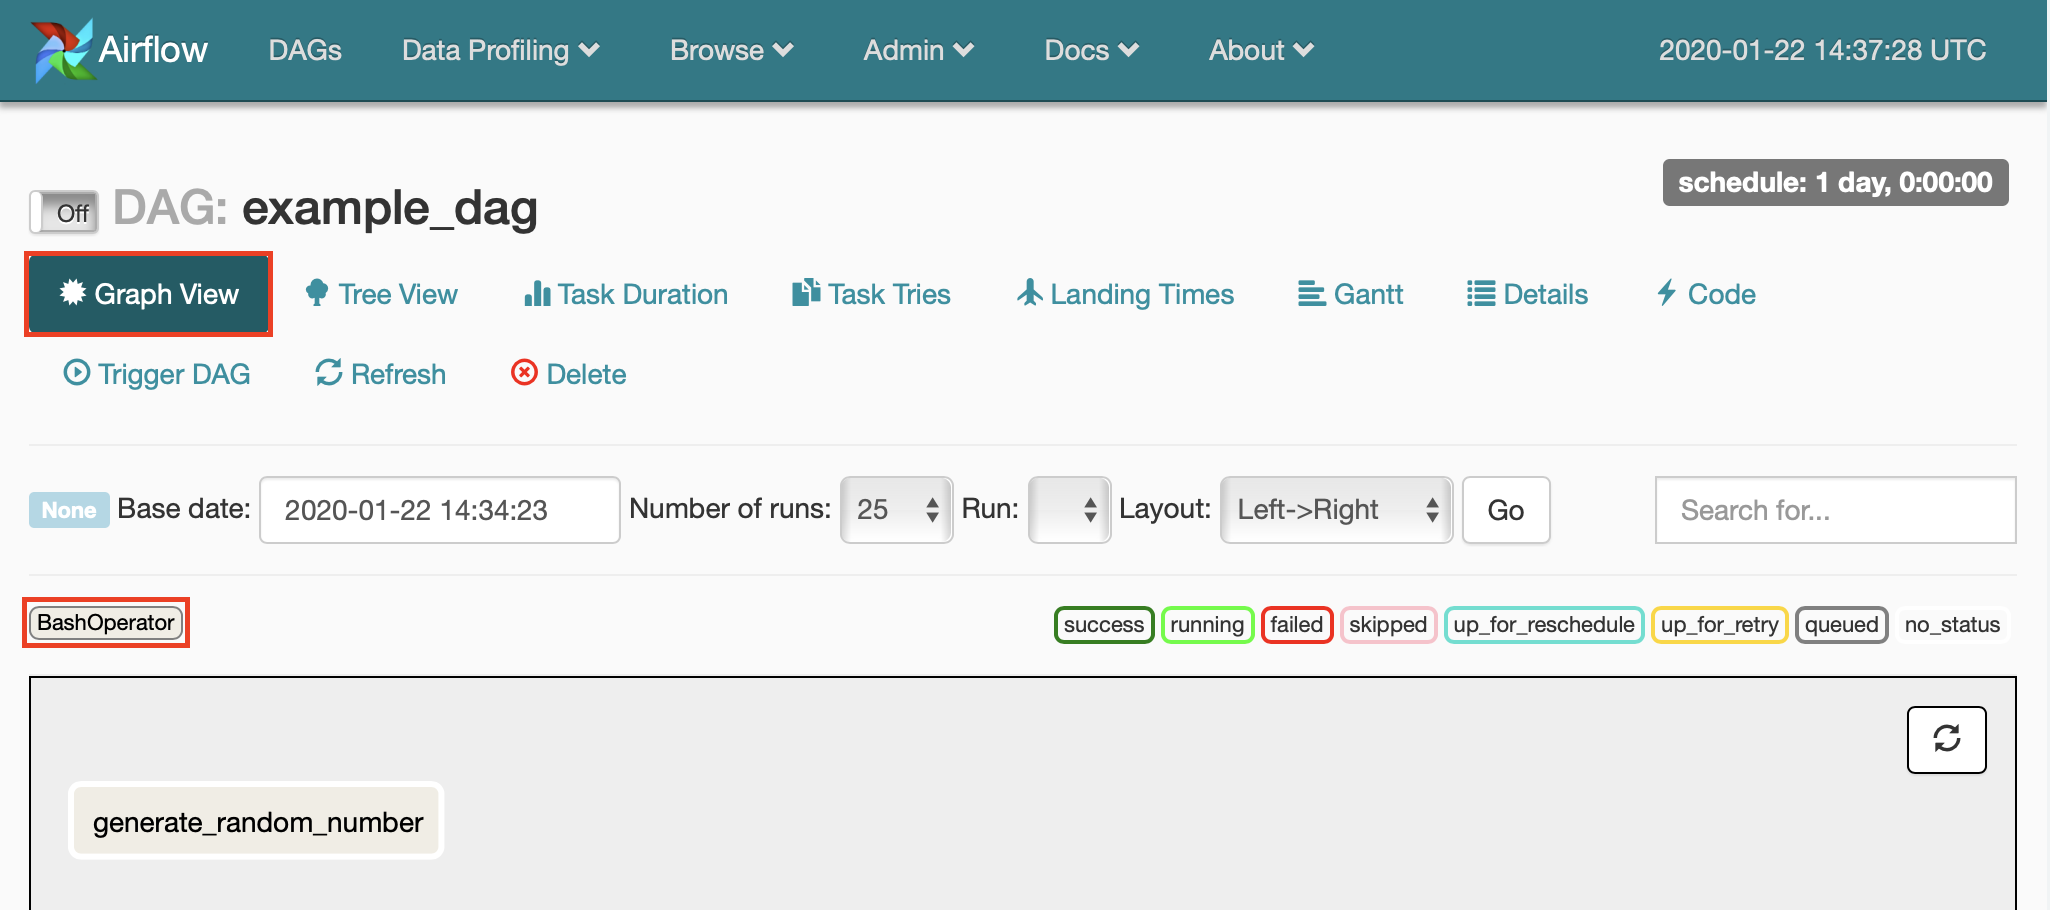 Airflow DAGs Data Profiling Browse Admin Docs About 2020-01-22 14:37:28 UTC
schedule: 1 day, 0:00:00
Off DAG: example_dag
Graph View Tree View Task Duration Task Tries Landing Times Gantt Details Code
Trigger DAG Refresh Delete
None Base date: 2020-01-22 14:34:23 Number of runs: 25 Run: Layout: Left->Right Go Search for...
BashOperator success running failed skipped up_for_reschedule up_for_retry queued no_status
generate_random_number